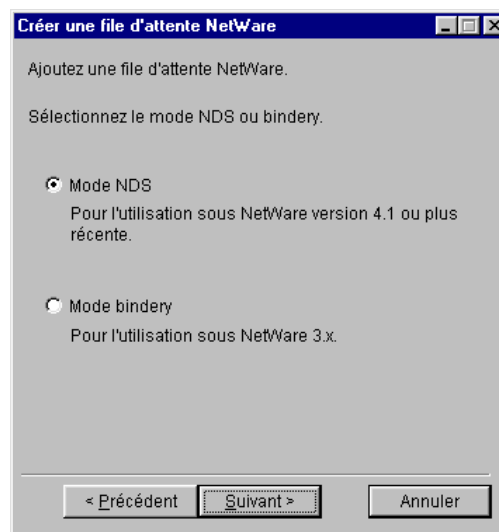 Créer une file d'attente NetWare
Ajoutez une file d'attente NetWare.
Sélectionnez le mode NDS ou bindery.
Mode NDS
Pour l'utilisation sous NetWare version 4.1 ou plus
récente.
Mode bindery
Pour l'utilisation sous NetWare 3.x.
< Précédent Suivant > Annuler